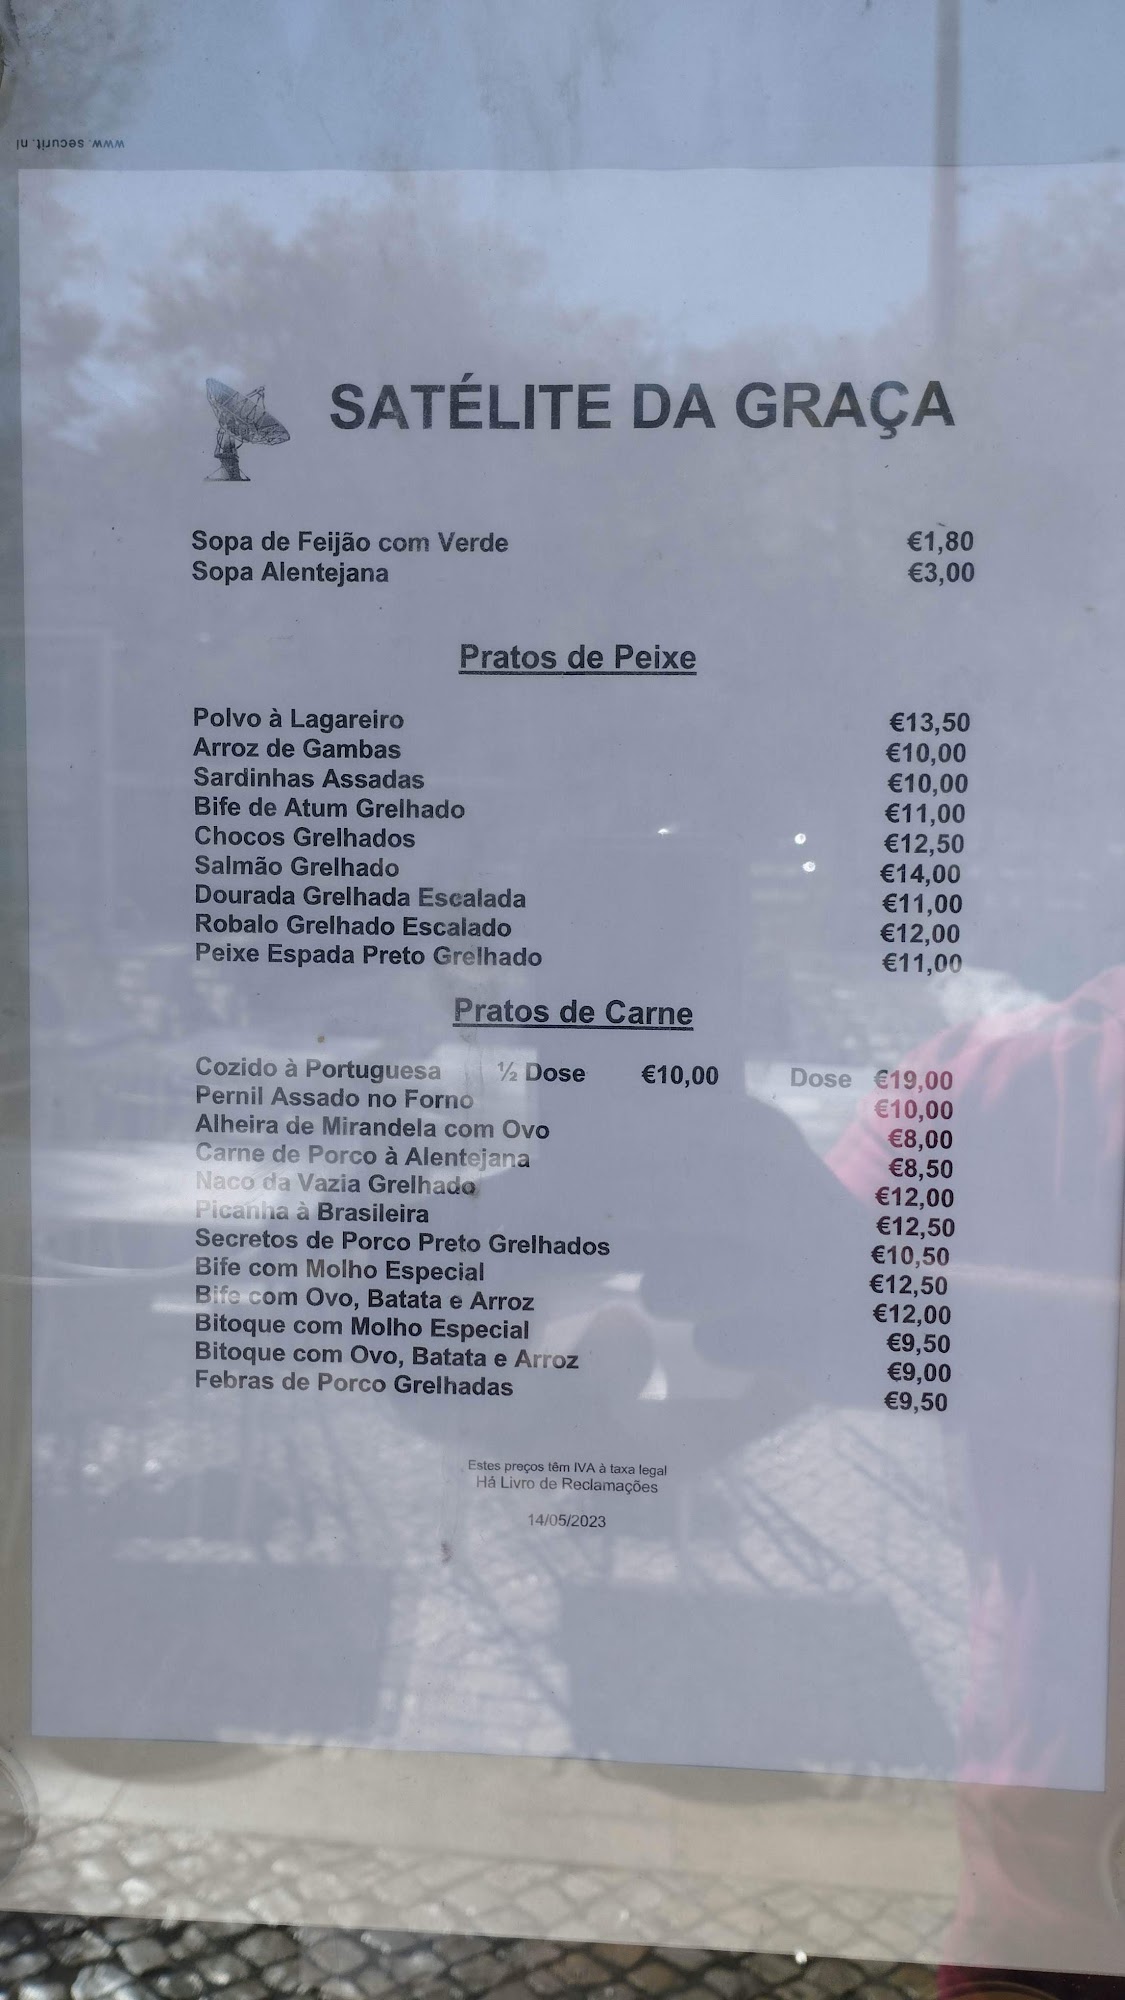 www.securit.nl
SATÉLITE DA GRAÇA
Sopa de Feijão com Verde €1,80
Sopa Alentejana €3,00
Pratos de Peixe
Polvo à Lagareiro €13,50
Arroz de Gambas €10,00
Sardinhas Assadas €10,00
Bife de Atum Grelhado €11,00
Chocos Grelhados €12,50
Salmão Grelhado €14,00
Dourada Grelhada Escalada €11,00
Robalo Grelhado Escalado €12,00
Peixe Espada Preto Grelhado €11,00
Pratos de Carne
Cozido à Portuguesa ½ Dose €10,00 Dose €19,00
Pernil Assado no Forno €10,00
Alheira de Mirandela com Ovo €8,00
Carne de Porco à Alentejana €8,50
Naco da Vazia Grelhado €12,00
Picanha à Brasileira €12,50
Secretos de Porco Preto Grelhados €10,50
Bife com Molho Especial €12,50
Bife com Ovo, Batata e Arroz €12,00
Bitoque com Molho Especial €9,50
Bitoque com Ovo, Batata e Arroz €9,00
Febras de Porco Grelhadas €9,50
Estes preços têm IVA à taxa legal
Há Livro de Reclamações
14/05/2023